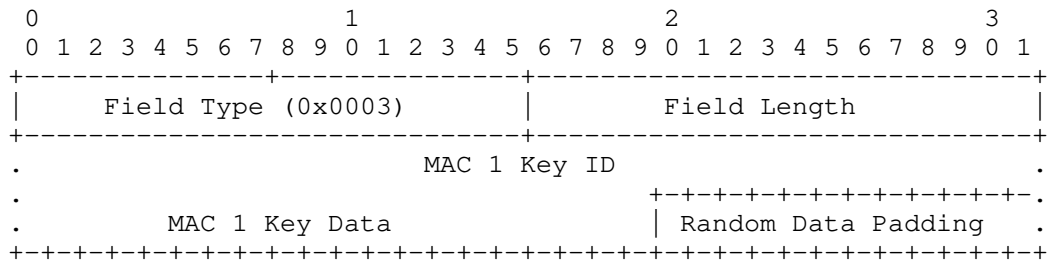 0                   1                   2                   3
0 1 2 3 4 5 6 7 8 9 0 1 2 3 4 5 6 7 8 9 0 1 2 3 4 5 6 7 8 9 0 1
+---------------+---------------+-------------------------------+
|     Field Type (0x0003)       |        Field Length           |
+-------------------------------+-------------------------------+
.                         MAC 1 Key ID                          .
.                                       +-+-+-+-+-+-+-+-+-+-+-+-.
.         MAC 1 Key Data                | Random Data Padding   .
+-+-+-+-+-+-+-+-+-+-+-+-+-+-+-+-+-+-+-+-+-+-+-+-+-+-+-+-+-+-+-+-+